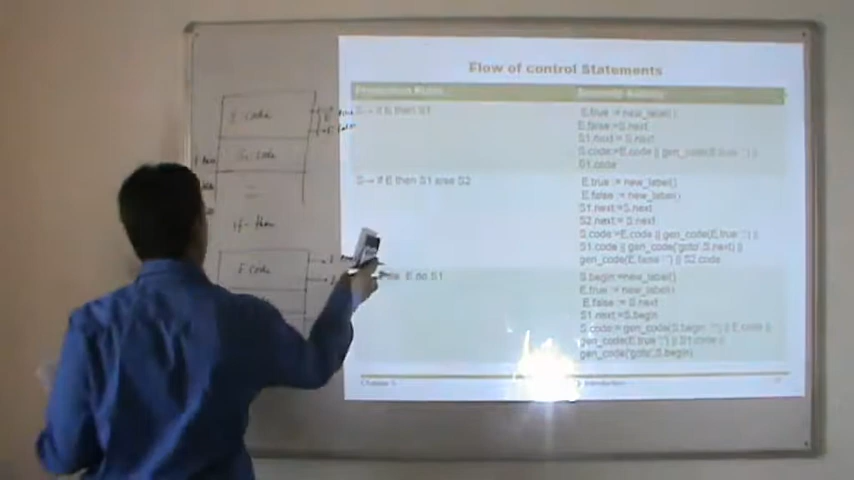 Flow of control Statements
Production Rules
Semantic Actions
S→ if E then S1
E.true := new_label()
E.false :=S.next
S1.next := S.next
S.code:=E.code || gen_code(E.true ':') ||
S1.code
S→ if E then S1 else S2
E.true := new_label()
E.false := new_label()
S1.next:=S.next
S2.next := S.next
S.code :=E.code || gen_code(E.true ':') ||
S1.code || gen_code('goto',S.next) ||
gen_code(E.false ':') || S2.code
E do S1
S.begin :=new_label()
E.true := new_label()
E.false := S.next
S1.next :=S.begin
S.code = gen_code(S.begin ':') || E.code ||
gen_code(E.true ':') || S1.code ||
gen_code('goto',S.begin)
E code
S1 code
if-then
E code